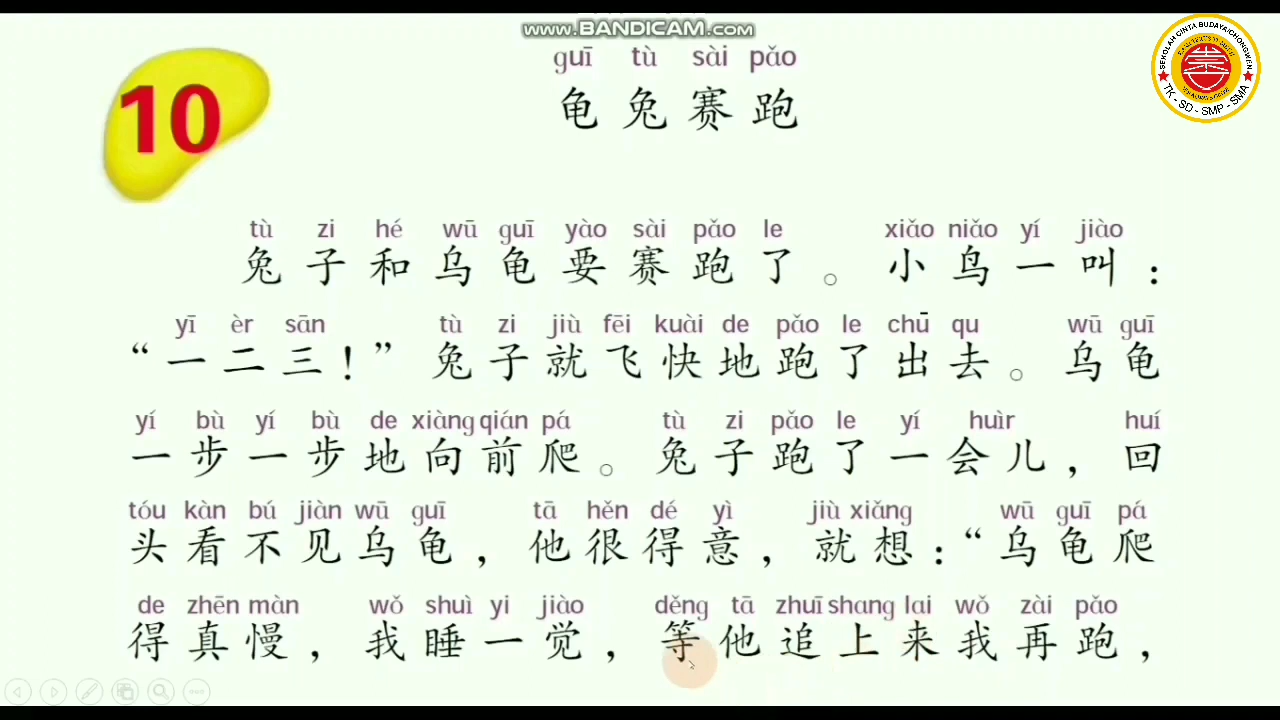 www.BANDICAM.com
SEKOLAH CINTA BUDAYA/CHONGWEN
TK - SD - SMP - SMA
10
guī tù sài pǎo
龟兔赛跑
tù zi hé wū guī yào sài pǎo le xiǎo niǎo yí jiào
兔子和乌龟要赛跑了。小鸟一叫：
yī èr sān tù zi jiù fēi kuài de pǎo le chū qu wū guī
“一二三！”兔子就飞快地跑了出去。乌龟
yí bù yí bù de xiàng qián pá tù zi pǎo le yí huìr huí
一步一步地向前爬。兔子跑了一会儿，回
tóu kàn bú jiàn wū guī tā hěn dé yì jiù xiǎng wū guī pá
头看不见乌龟，他很得意，就想：“乌龟爬
de zhēn màn wǒ shuì yi jiào děng tā zhuī shang lai wǒ zài pǎo
得真慢，我睡一觉，等他追上来我再跑，